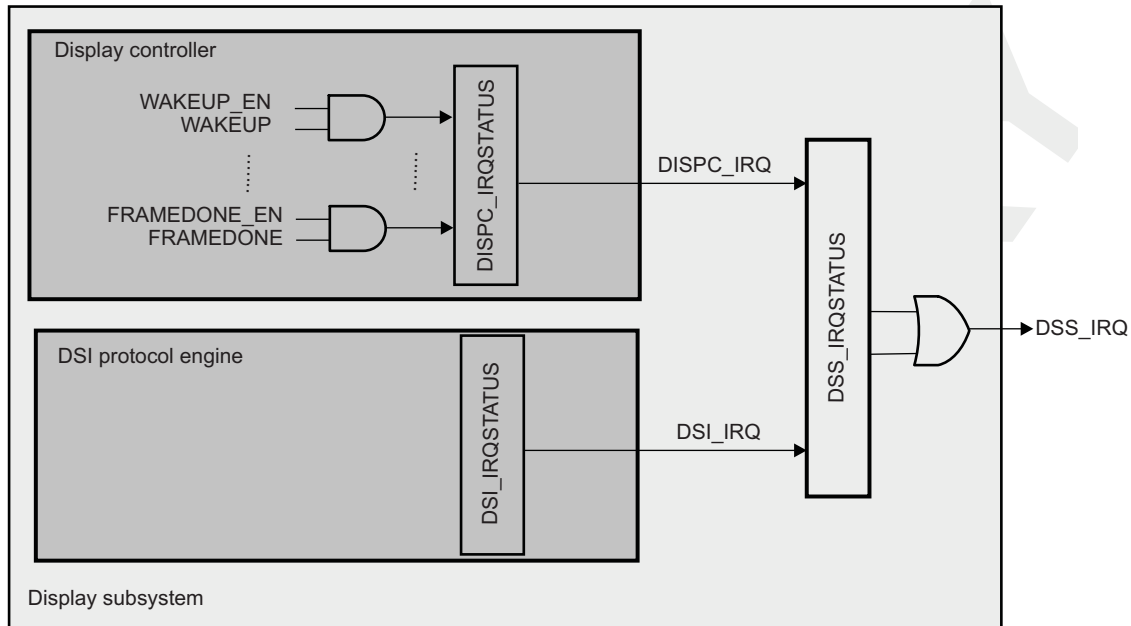 Display controller
WAKEUP_EN
WAKEUP
FRAMEDONE_EN
FRAMEDONE
DISPC_IRQSTATUS
DISPC_IRQ
DSS_IRQSTATUS
DSS_IRQ
DSI protocol engine
DSI_IRQSTATUS
DSI_IRQ
Display subsystem